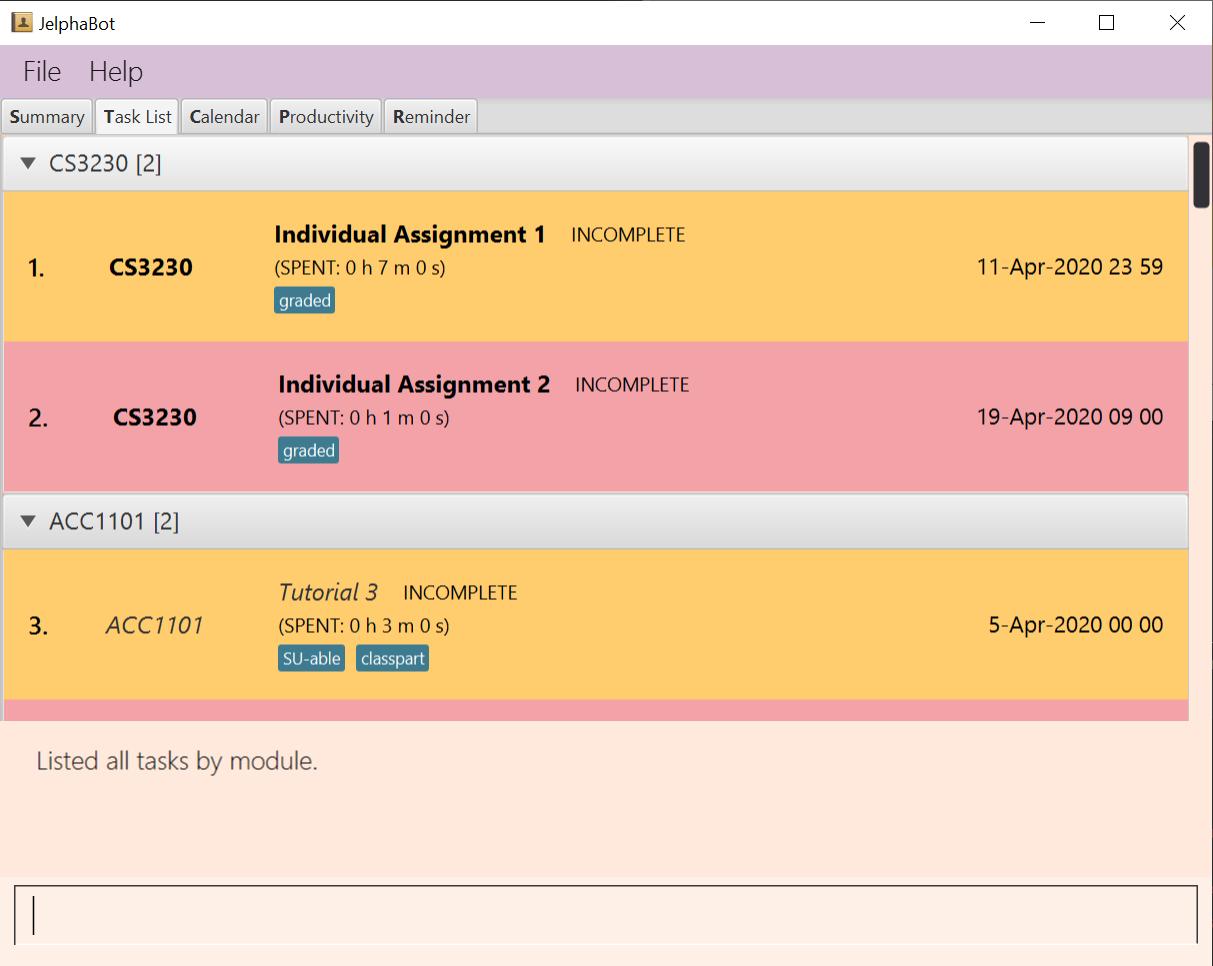 JelphaBot
File Help
Summary Task List Calendar Productivity Reminder
CS3230 [2]
Individual Assignment 1 INCOMPLETE
1. CS3230 (SPENT: 0 h 7 m 0 s) 11-Apr-2020 23 59
graded
Individual Assignment 2 INCOMPLETE
2. CS3230 (SPENT: 0 h 1 m 0 s) 19-Apr-2020 09 00
graded
ACC1101 [2]
Tutorial 3 INCOMPLETE
3. ACC1101 (SPENT: 0 h 3 m 0 s) 5-Apr-2020 00 00
SU-able classpart
Listed all tasks by module.